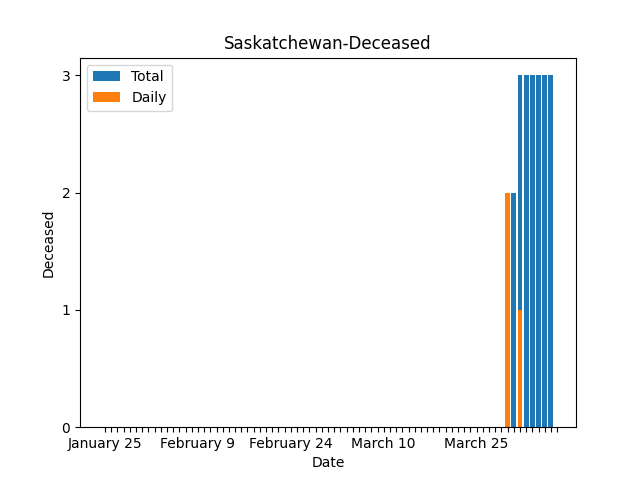 Saskatchewan-Deceased
Total
Daily
3
2
1
0
Deceased
January 25
February 9
February 24
March 10
March 25
Date